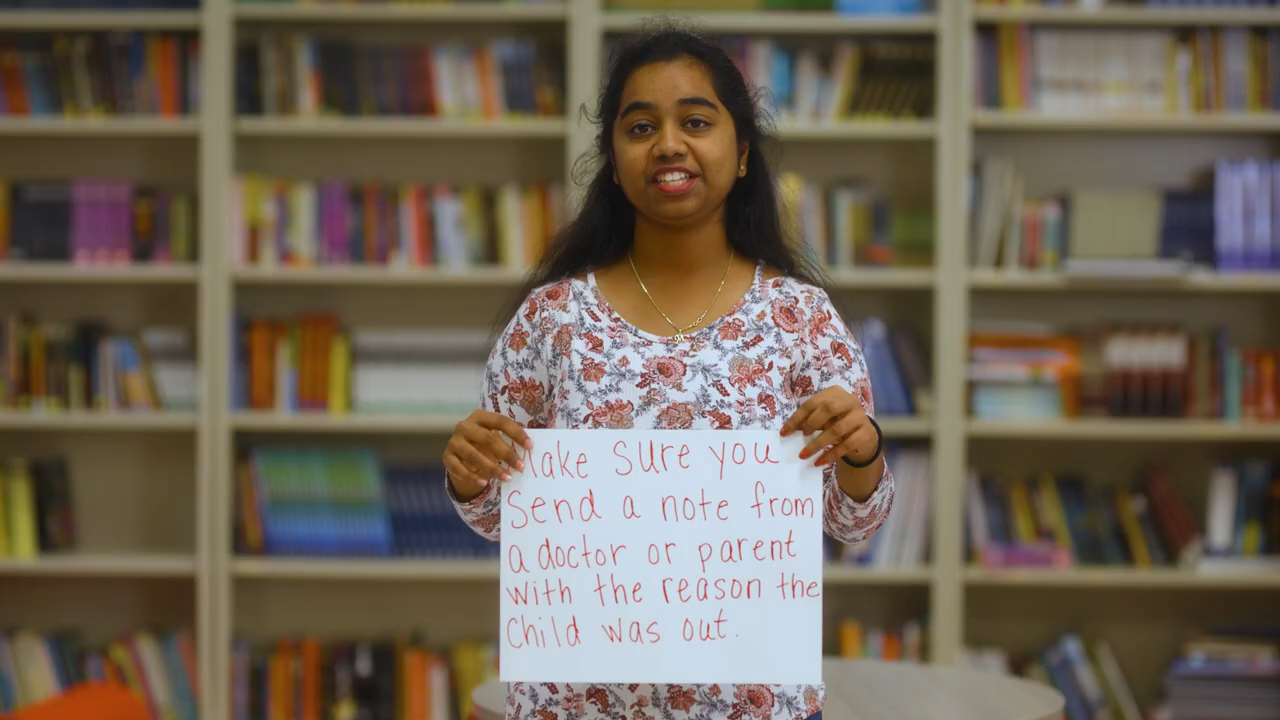 Make Sure you
Send a note from
a doctor or parent
with the reason the
Child was out.